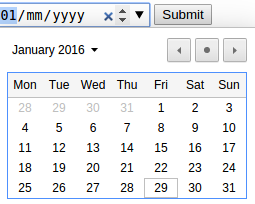 01/mm/yyyy Submit
January 2016
Mon Tue Wed Thu Fri Sat Sun
28 29 30 31 1 2 3
4 5 6 7 8 9 10
11 12 13 14 15 16 17
18 19 20 21 22 23 24
25 26 27 28 29 30 31